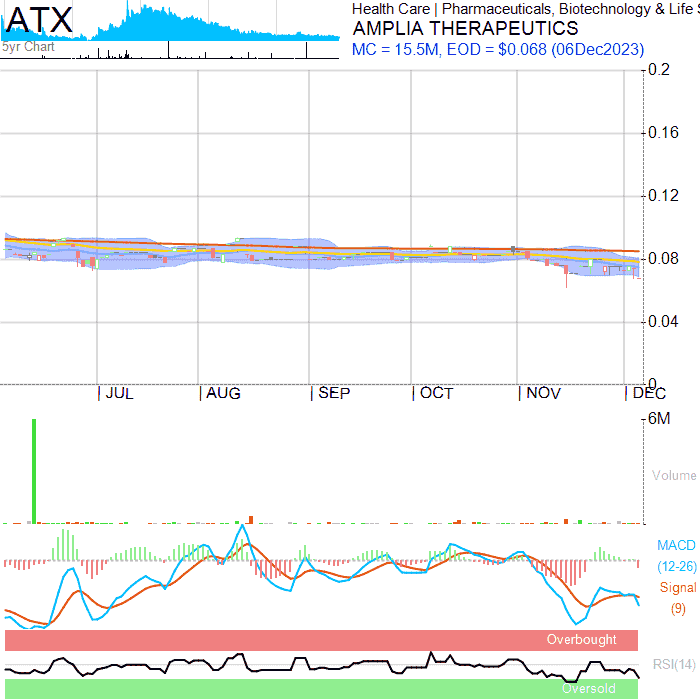 ATX
5yr Chart
Health Care | Pharmaceuticals, Biotechnology & Life S
AMPLIA THERAPEUTICS
MC = 15.5M, EOD = $0.068 (06Dec2023)
0.2
0.16
0.12
0.08
0.04
0
JUL AUG SEP OCT NOV DEC
6M
Volume
MACD
(12-26)
Signal
(9)
Overbought
RSI(14)
Oversold